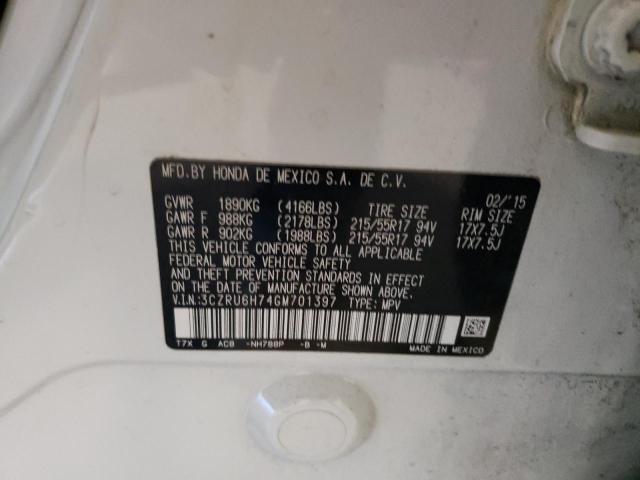 MFD.BY HONDA DE MEXICO S.A. DE C.V.
02/'15
GVWR 1890KG (4166LBS) TIRE SIZE RIM SIZE
GAWR F 988KG (2178LBS) 215/55R17 94V 17X7.5J
GAWR R 902KG (1988LBS) 215/55R17 94V 17X7.5J
THIS VEHICLE CONFORMS TO ALL APPLICABLE
FEDERAL MOTOR VEHICLE SAFETY
AND THEFT PREVENTION STANDARDS IN EFFECT
ON THE DATE OF MANUFACTURE SHOWN ABOVE.
V.I.N:3CZRU6H74GM701397 TYPE: MPV
T7X G AC8 -NH788P -B -M MADE IN MEXICO